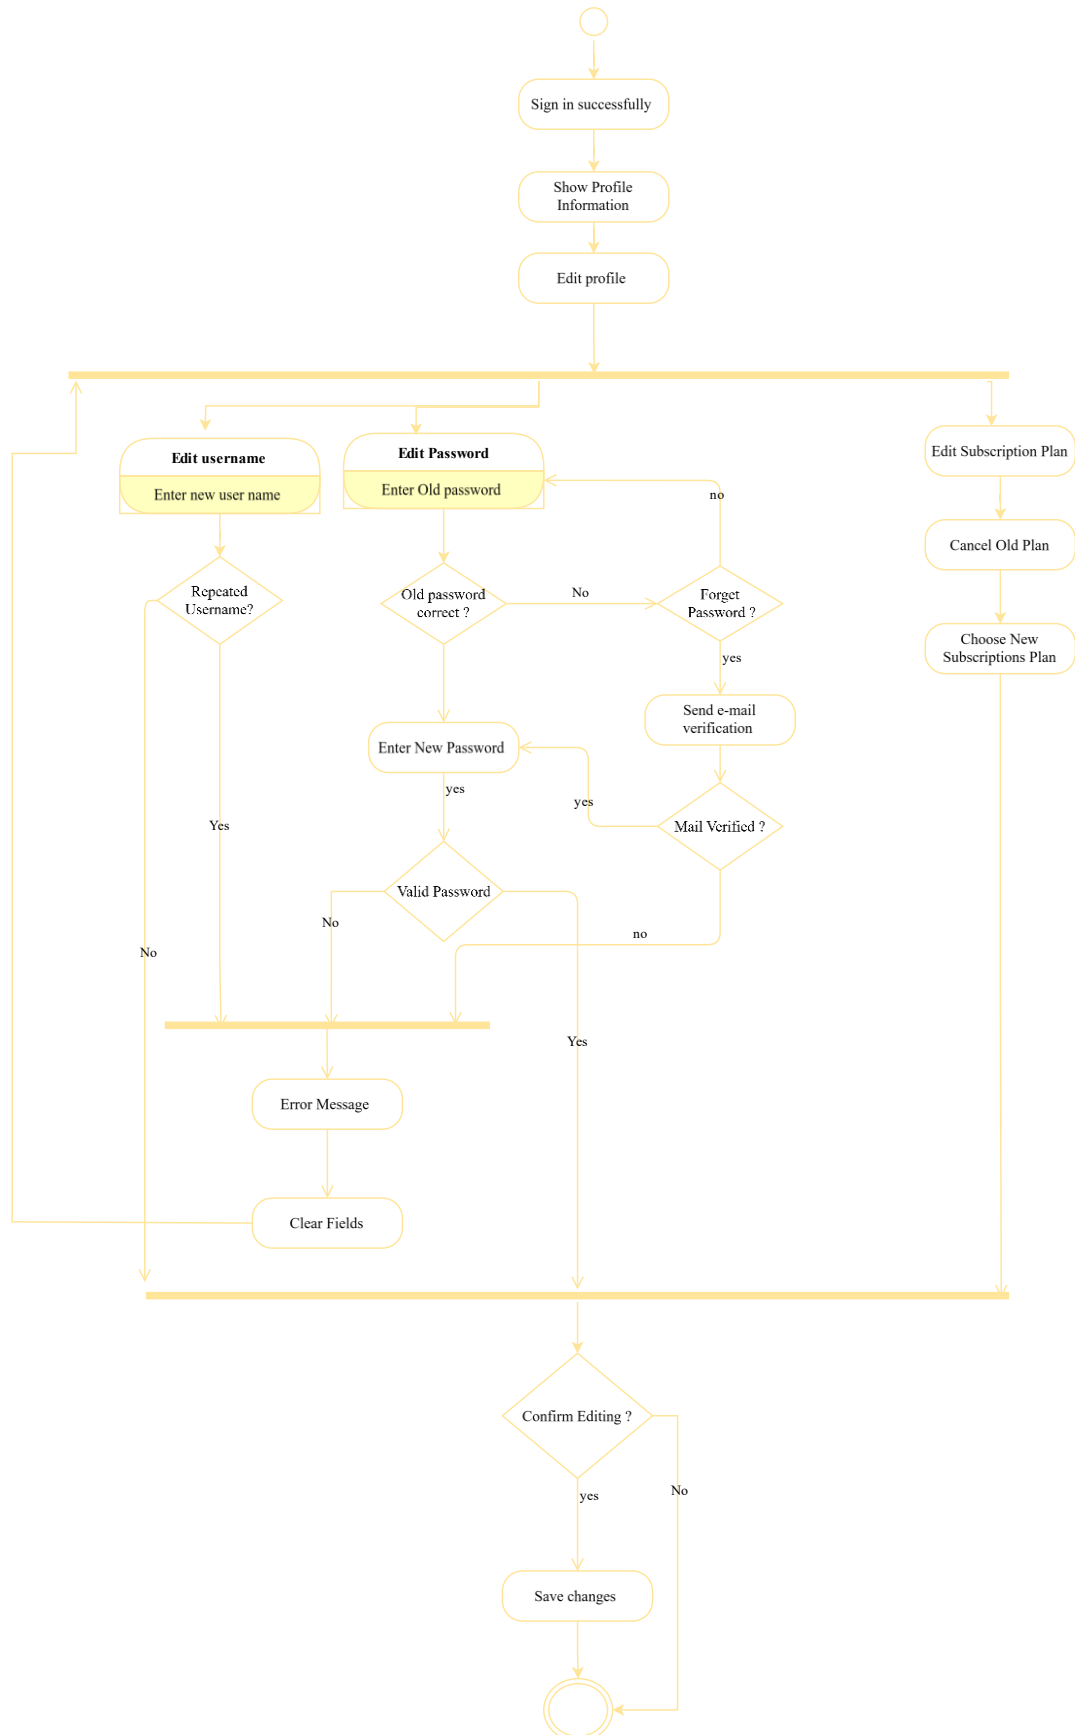 Sign in successfully
Show Profile
Information
Edit profile
Edit username
Enter new user name
Edit Password
Enter Old password
Edit Subscription Plan
no
Cancel Old Plan
Repeated
Username?
Old password
correct ?
No
Forget
Password ?
Choose New
Subscriptions Plan
yes
Send e-mail
verification
Enter New Password
yes
yes
Mail Verified ?
Yes
Valid Password
No
no
No
Yes
Error Message
Clear Fields
Confirm Editing ?
yes
No
Save changes